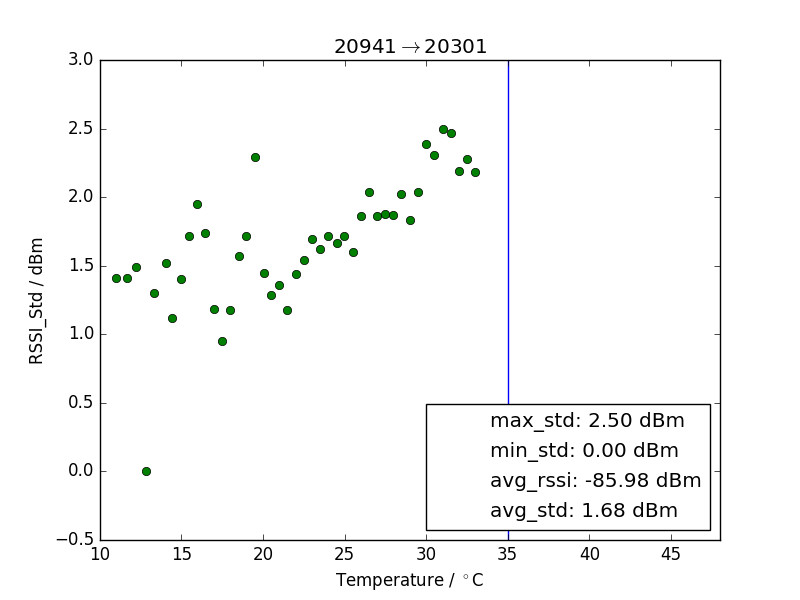 20941→20301
3.0
2.5
2.0
1.5
1.0
0.5
0.0
−0.5
RSSI_Std / dBm
max_std: 2.50 dBm
min_std: 0.00 dBm
avg_rssi: -85.98 dBm
avg_std: 1.68 dBm
10 15 20 25 30 35 40 45
Temperature / °C